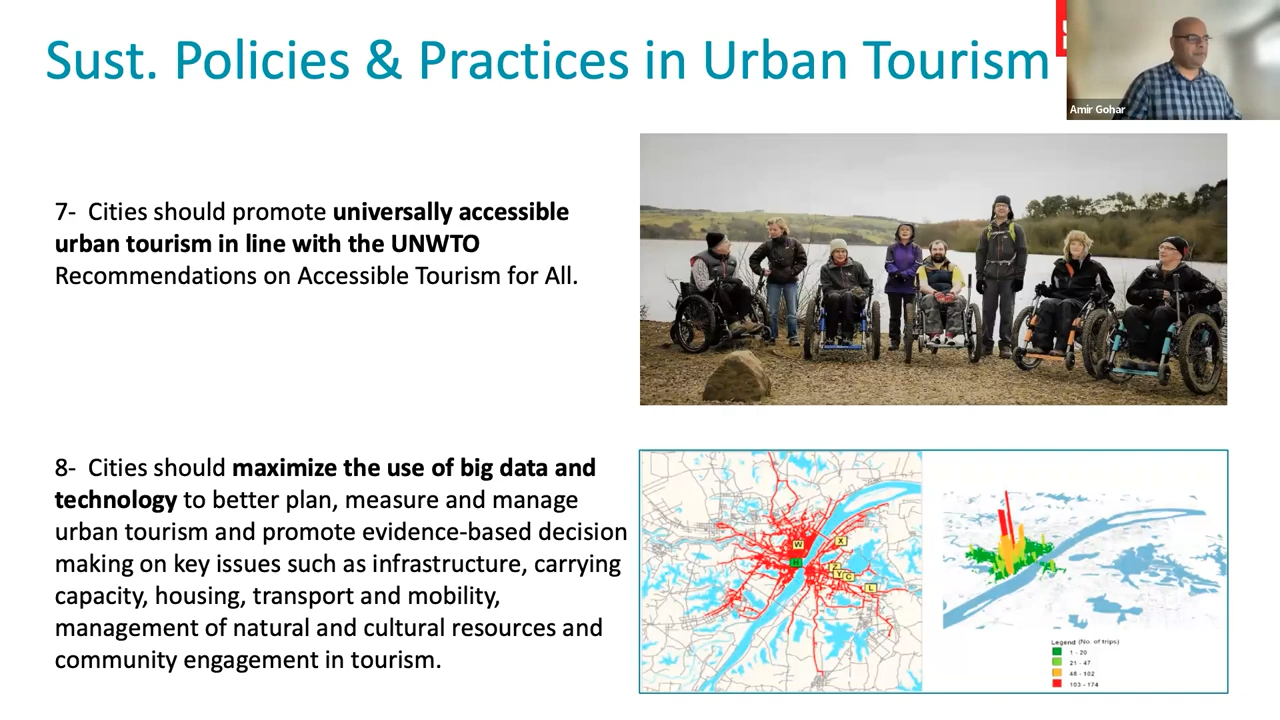 Sust. Policies & Practices in Urban Tourism
Amir Gohar
7- Cities should promote universally accessible
urban tourism in line with the UNWTO
Recommendations on Accessible Tourism for All.
8- Cities should maximize the use of big data and
technology to better plan, measure and manage
urban tourism and promote evidence-based decision
making on key issues such as infrastructure, carrying
capacity, housing, transport and mobility,
management of natural and cultural resources and
community engagement in tourism.
W
X
H
L
Legend (No. of trips)
1 - 20
21 - 47
48 - 102
103 - 174